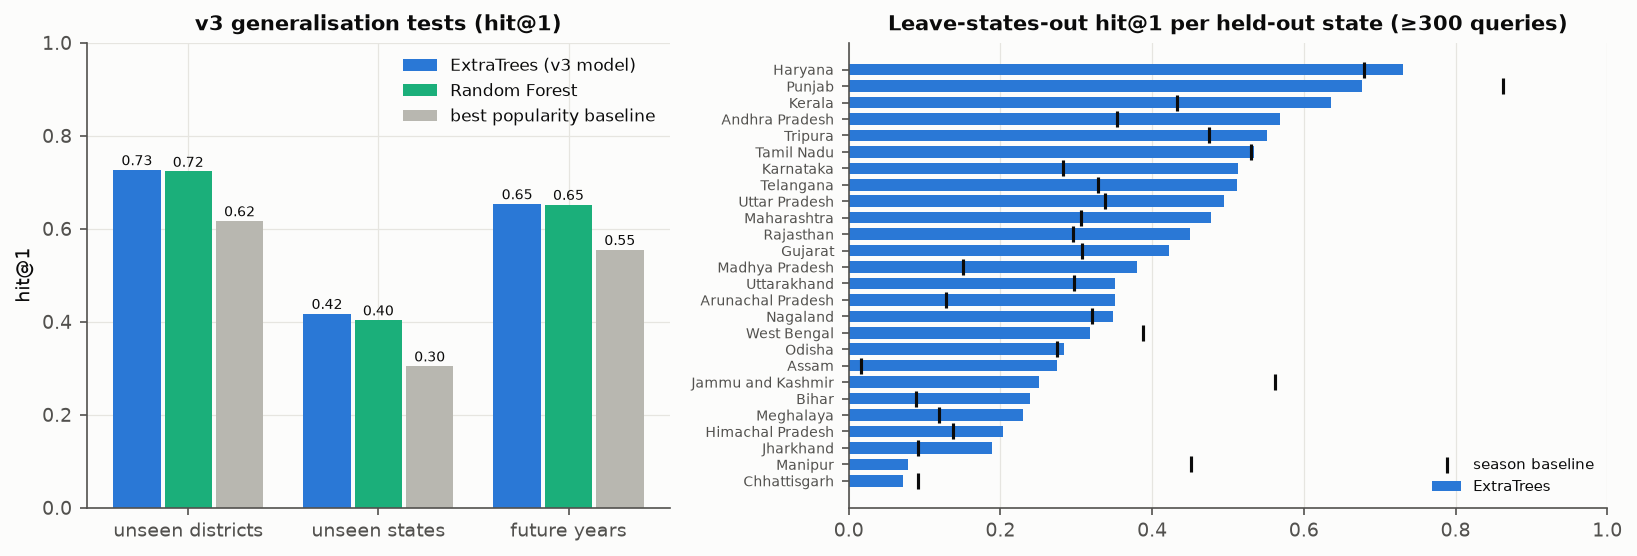 v3 generalisation tests (hit@1)
hit@1
1.0
0.8
0.6
0.4
0.2
0.0
ExtraTrees (v3 model)
Random Forest
best popularity baseline
0.73
0.72
0.62
0.42
0.40
0.30
0.65
0.65
0.55
unseen districts
unseen states
future years
Leave-states-out hit@1 per held-out state (≥300 queries)
Haryana
Punjab
Kerala
Andhra Pradesh
Tripura
Tamil Nadu
Karnataka
Telangana
Uttar Pradesh
Maharashtra
Rajasthan
Gujarat
Madhya Pradesh
Uttarakhand
Arunachal Pradesh
Nagaland
West Bengal
Odisha
Assam
Jammu and Kashmir
Bihar
Meghalaya
Himachal Pradesh
Jharkhand
Manipur
Chhattisgarh
season baseline
ExtraTrees
0.0
0.2
0.4
0.6
0.8
1.0